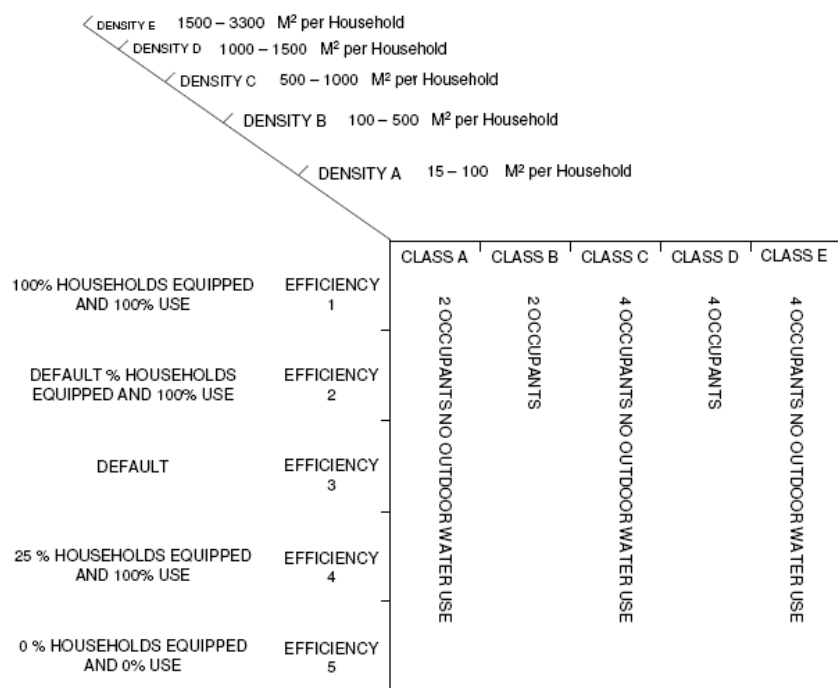 DENSITY E 1500 – 3300 M² per Household
DENSITY D 1000 – 1500 M² per Household
DENSITY C 500 – 1000 M² per Household
DENSITY B 100 – 500 M² per Household
DENSITY A 15 – 100 M² per Household
CLASS A CLASS B CLASS C CLASS D CLASS E
100% HOUSEHOLDS EQUIPPED
AND 100% USE
EFFICIENCY
1
DEFAULT % HOUSEHOLDS
EQUIPPED AND 100% USE
EFFICIENCY
2
DEFAULT
EFFICIENCY
3
25 % HOUSEHOLDS EQUIPPED
AND 100% USE
EFFICIENCY
4
0 % HOUSEHOLDS EQUIPPED
AND 0% USE
EFFICIENCY
5
2 OCCUPANTS NO OUTDOOR WATER USE
2 OCCUPANTS
4 OCCUPANTS NO OUTDOOR WATER USE
4 OCCUPANTS
4 OCCUPANTS NO OUTDOOR WATER USE